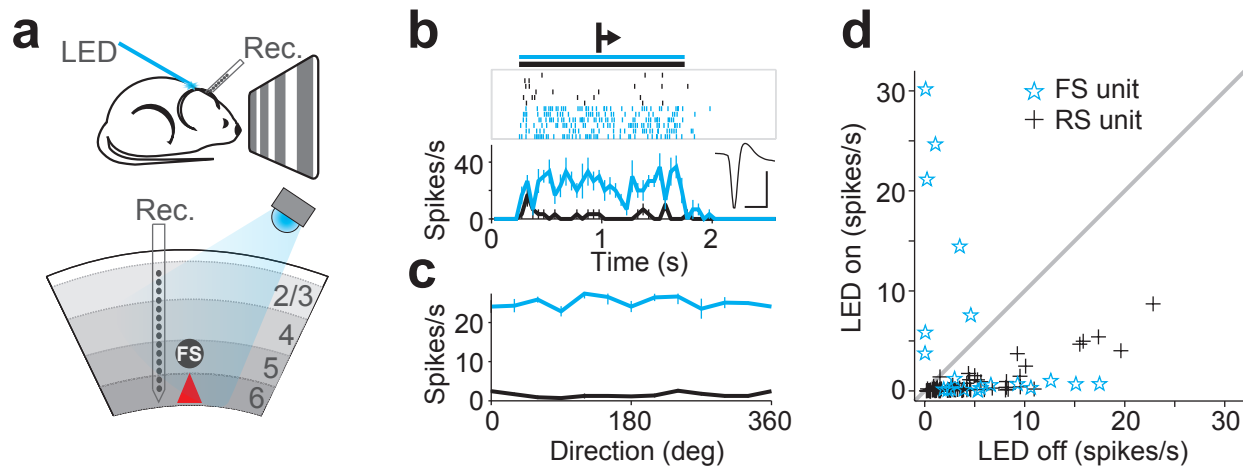 a
LED
Rec.
Rec.
2/3
4
5
6
FS
b
Spikes/s
40
0
0
1
2
Time (s)
c
Spikes/s
20
0
0
180
360
Direction (deg)
d
LED on (spikes/s)
30
20
10
0
FS unit
RS unit
0
10
20
30
LED off (spikes/s)